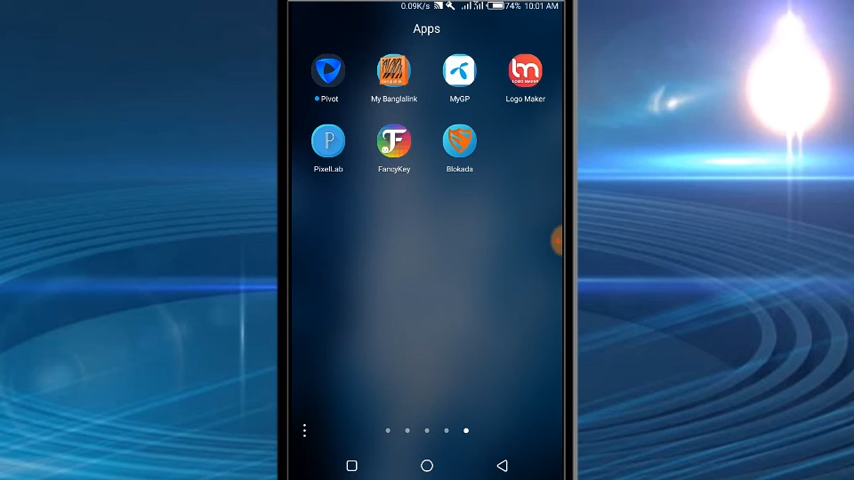 0.09K/s 74% 10:01 AM
Apps
Pivot My Banglalink MyGP Logo Maker
PixelLab FancyKey Blokada